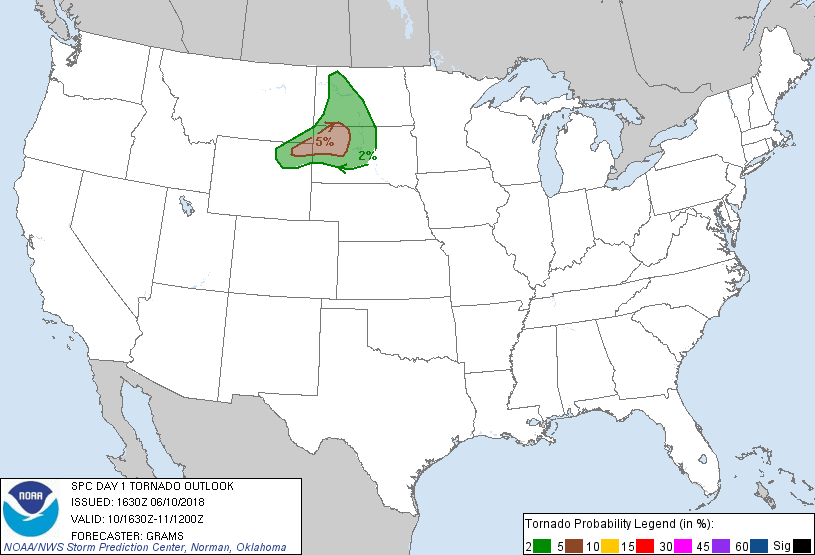 5%
2%
NOAA
SPC DAY 1 TORNADO OUTLOOK
ISSUED: 1630Z 06/10/2018
VALID: 10/1630Z-11/1200Z
FORECASTER: GRAMS
NOAA/NWS Storm Prediction Center, Norman, Oklahoma
Tornado Probability Legend (in %):
2 5 10 15 30 45 60 Sig